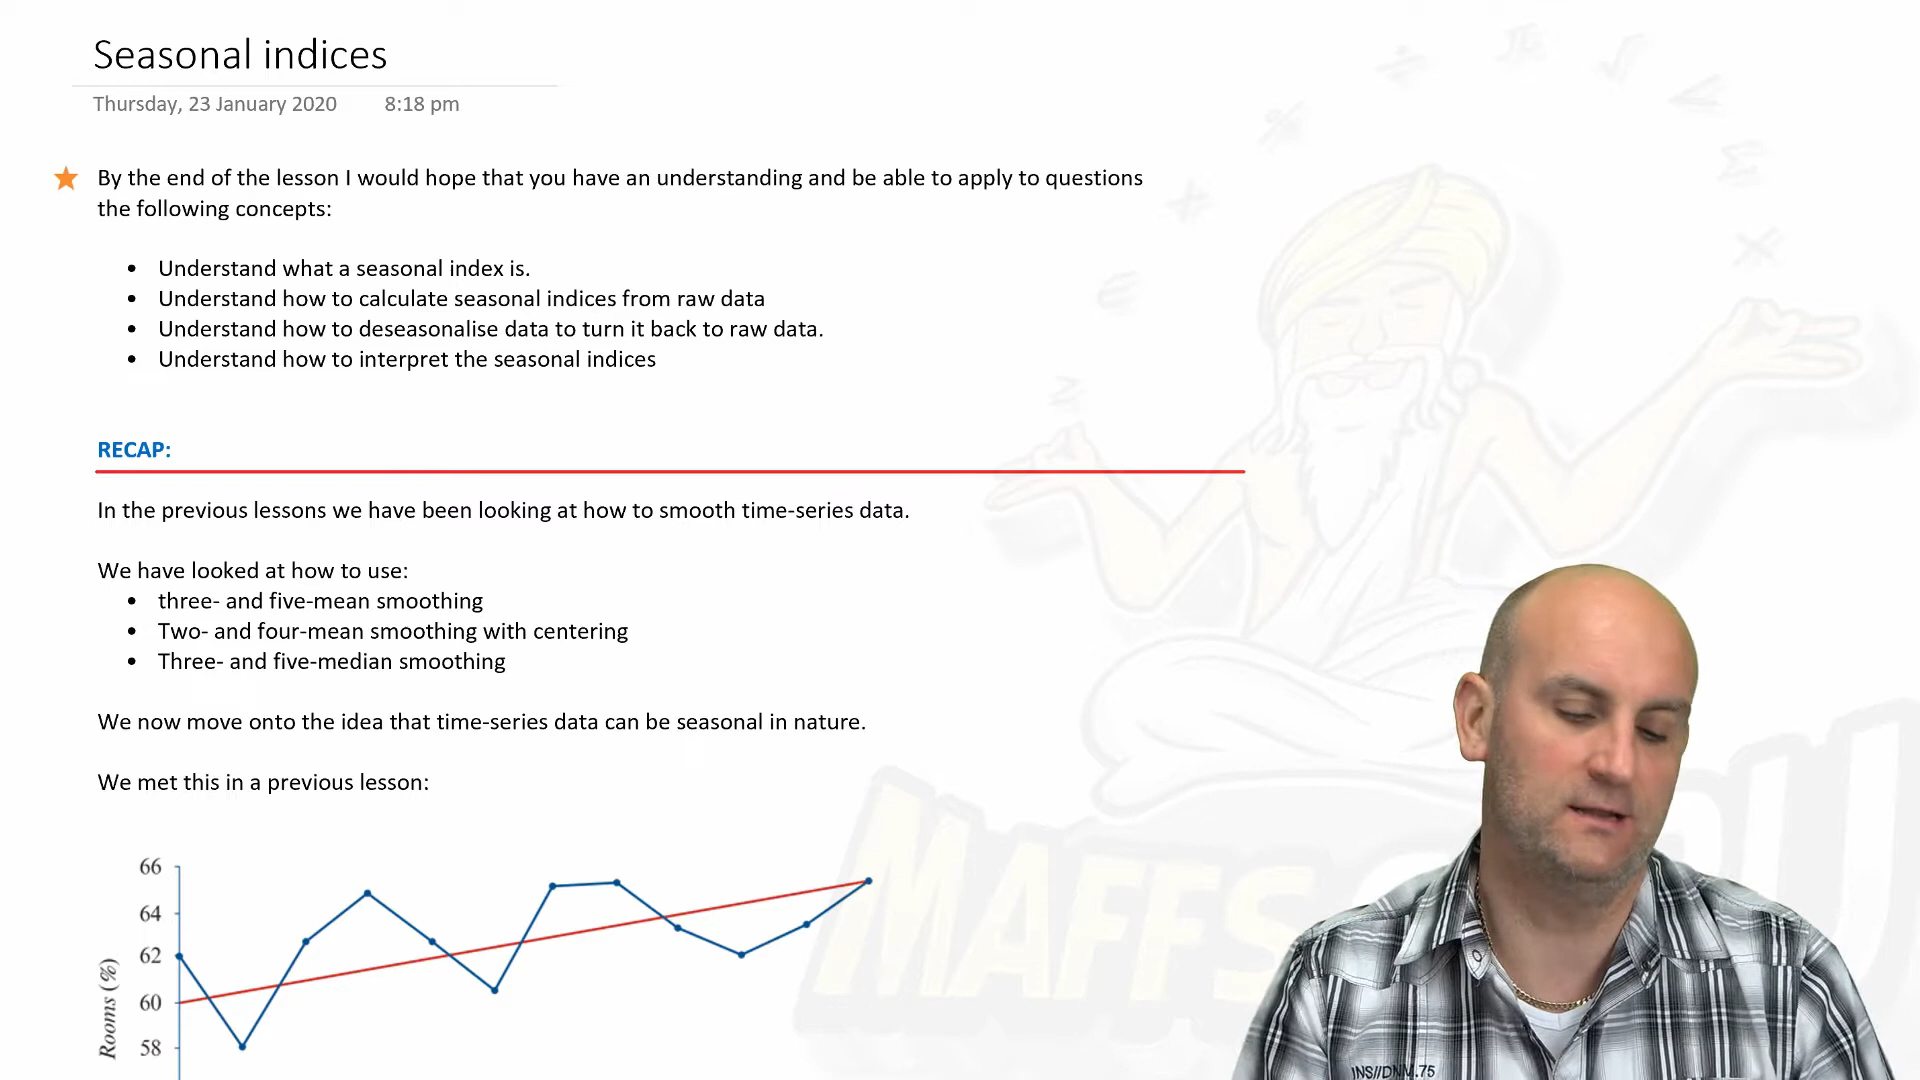 Seasonal indices
Thursday, 23 January 2020 8:18 pm
By the end of the lesson I would hope that you have an understanding and be able to apply to questions
the following concepts:
• Understand what a seasonal index is.
• Understand how to calculate seasonal indices from raw data
• Understand how to deseasonalise data to turn it back to raw data.
• Understand how to interpret the seasonal indices
RECAP:
In the previous lessons we have been looking at how to smooth time-series data.
We have looked at how to use:
• three- and five-mean smoothing
• Two- and four-mean smoothing with centering
• Three- and five-median smoothing
We now move onto the idea that time-series data can be seasonal in nature.
We met this in a previous lesson:
66
64
62
60
58
Rooms (%)
MAFFS